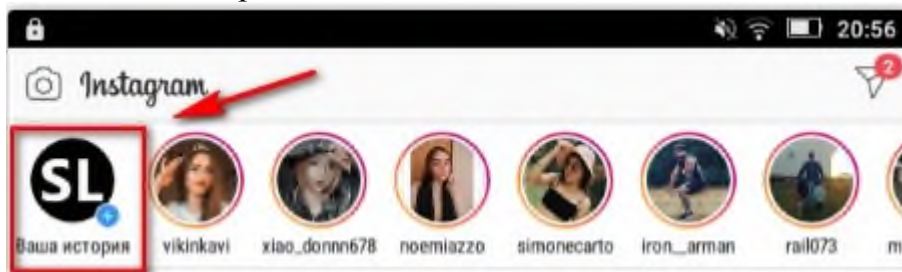 20:56
Instagram
2
SL
Ваша история vikinkavi xiao_donnn678 noemiazzo simonecarto iron__arman rail073 m